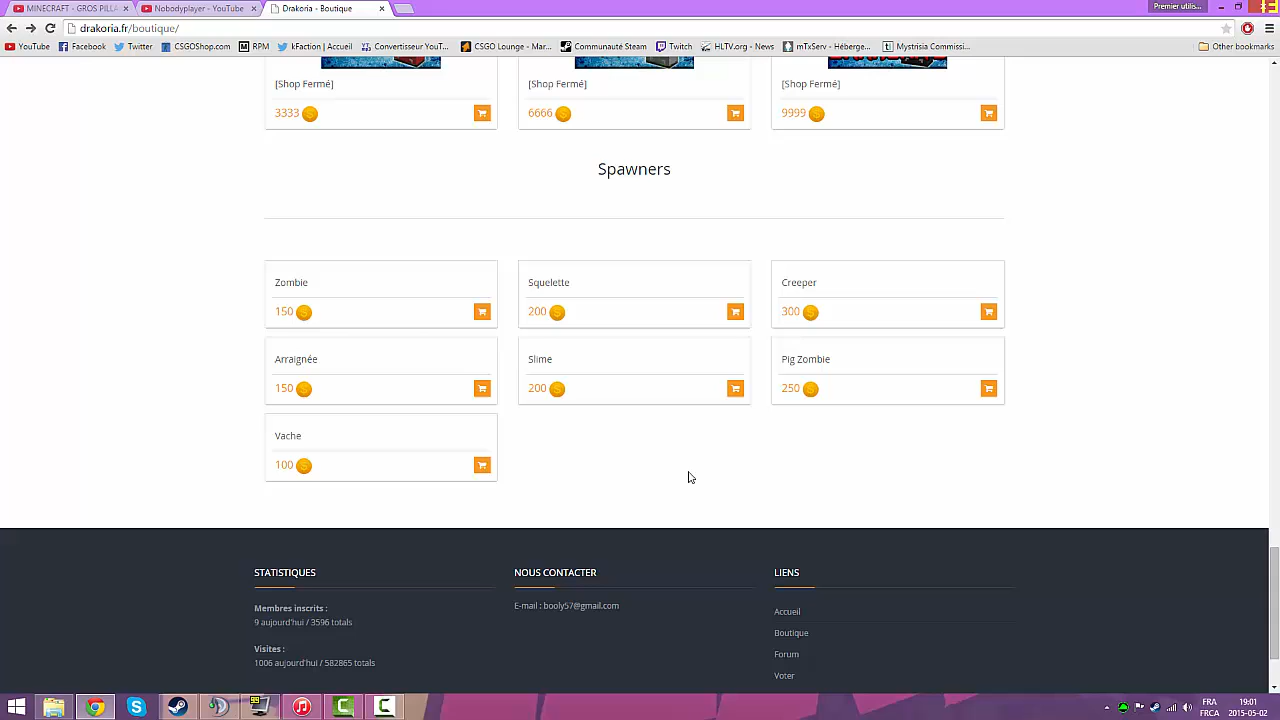 MINECRAFT - GROS PILLA
Nobodyplayer - YouTube
Drakoria - Boutique
Premier utilis...
drakoria.fr/boutique/
YouTube
Facebook
Twitter
CSGOShop.com
RPM
kFaction | Accueil
Convertisseur YouT...
CSGO Lounge - Mar...
Communauté Steam
Twitch
HLTV.org - News
mTxServ - Héberge...
Mystrisia Commissi...
Other bookmarks
[Shop Fermé]
[Shop Fermé]
[Shop Fermé]
3333
6666
9999
Spawners
Zombie
Squelette
Creeper
150
200
300
Arraignée
Slime
Pig Zombie
150
200
250
Vache
100
STATISTIQUES
Membres inscrits :
9 aujourd'hui / 3596 totals
Visites :
1006 aujourd'hui / 582865 totals
NOUS CONTACTER
E-mail : booly57@gmail.com
LIENS
Accueil
Boutique
Forum
Voter
FRA
FRCA
19:01
2015-05-02